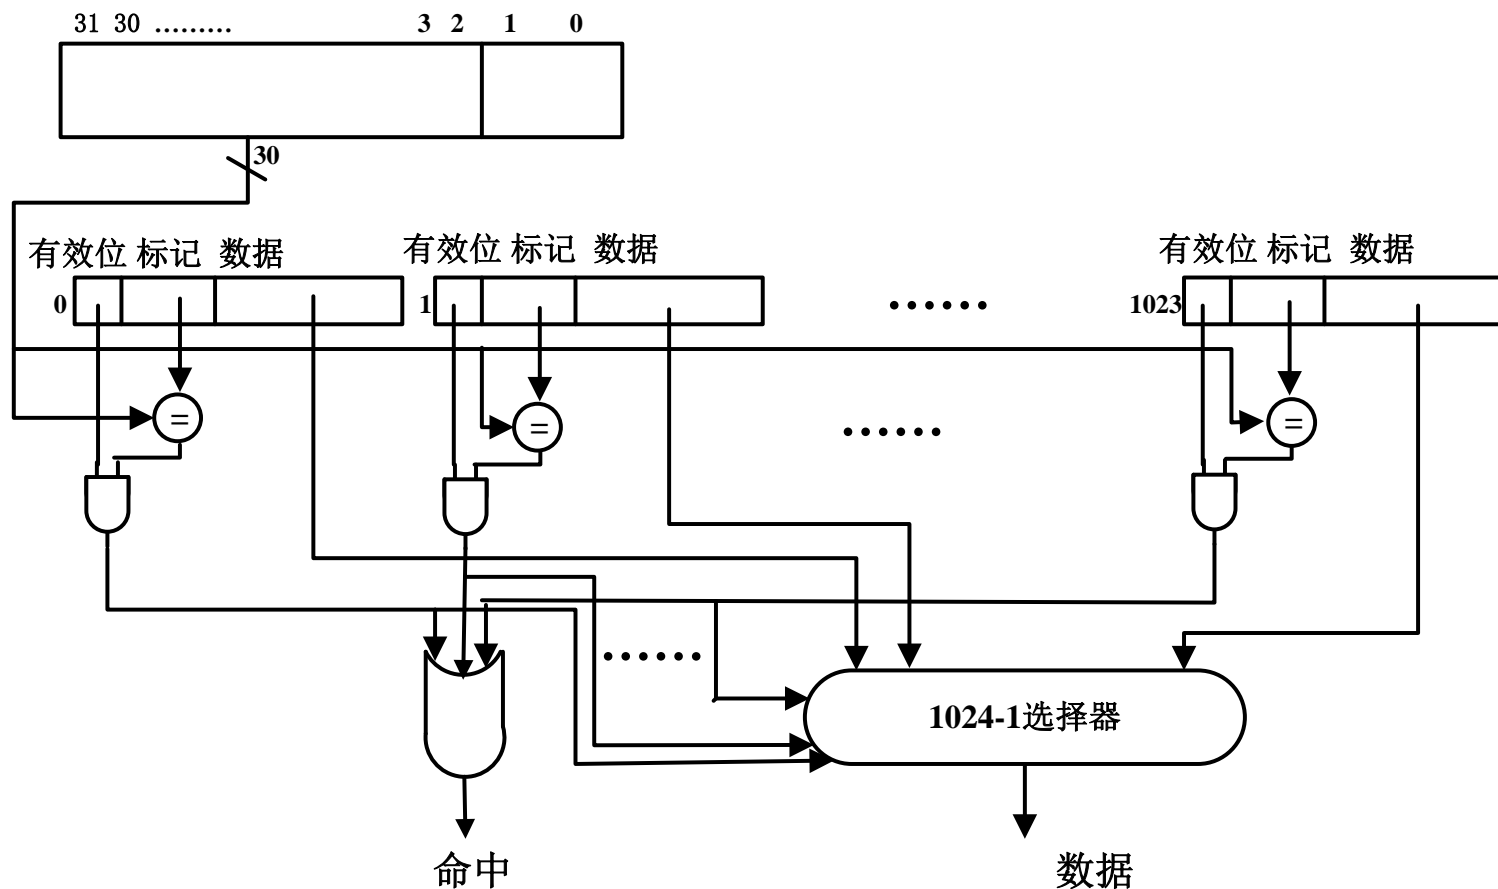 31 30 ......... 3 2 1 0
30
有效位 标记 数据 有效位 标记 数据 有效位 标记 数据
0 1 ...... 1023
= = =
......
......
1024-1选择器
命中 数据